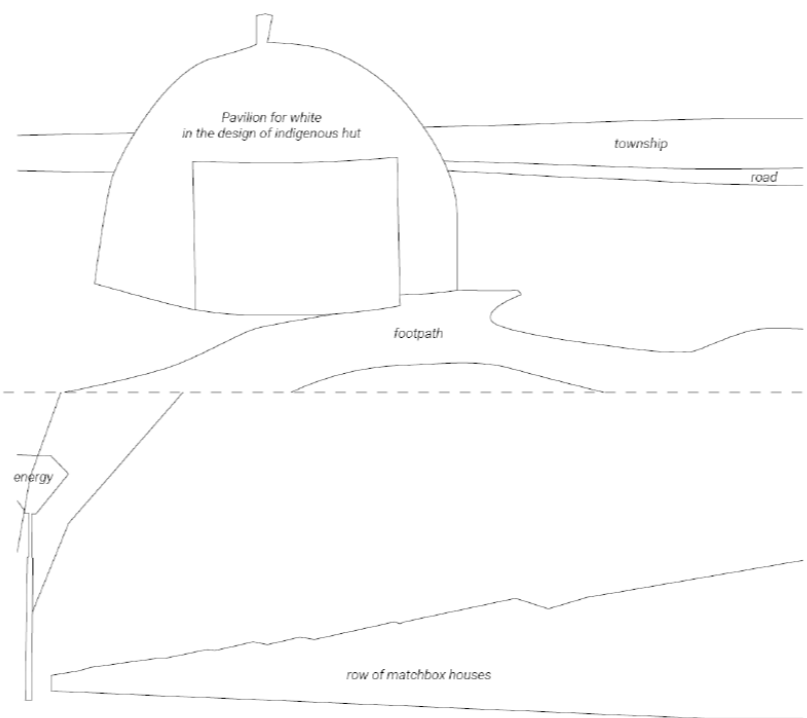 Pavilion for white
in the design of indigenous hut
township
road
footpath
energy
row of matchbox houses